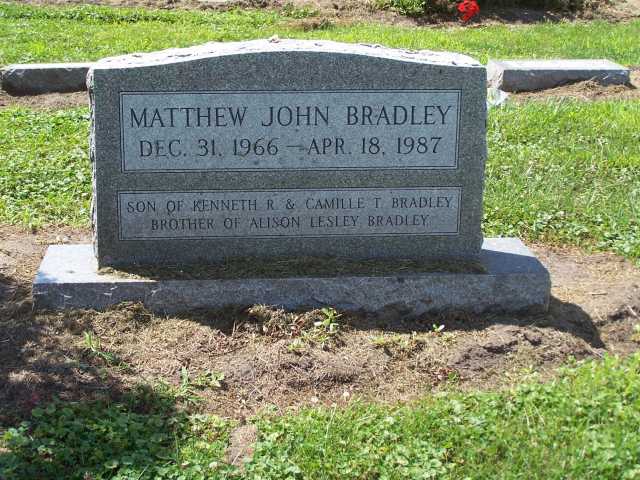 MATTHEW JOHN BRADLEY
DEC. 31, 1966 — APR. 18, 1987
SON OF KENNETH R. & CAMILLE T. BRADLEY
BROTHER OF ALISON LESLEY BRADLEY